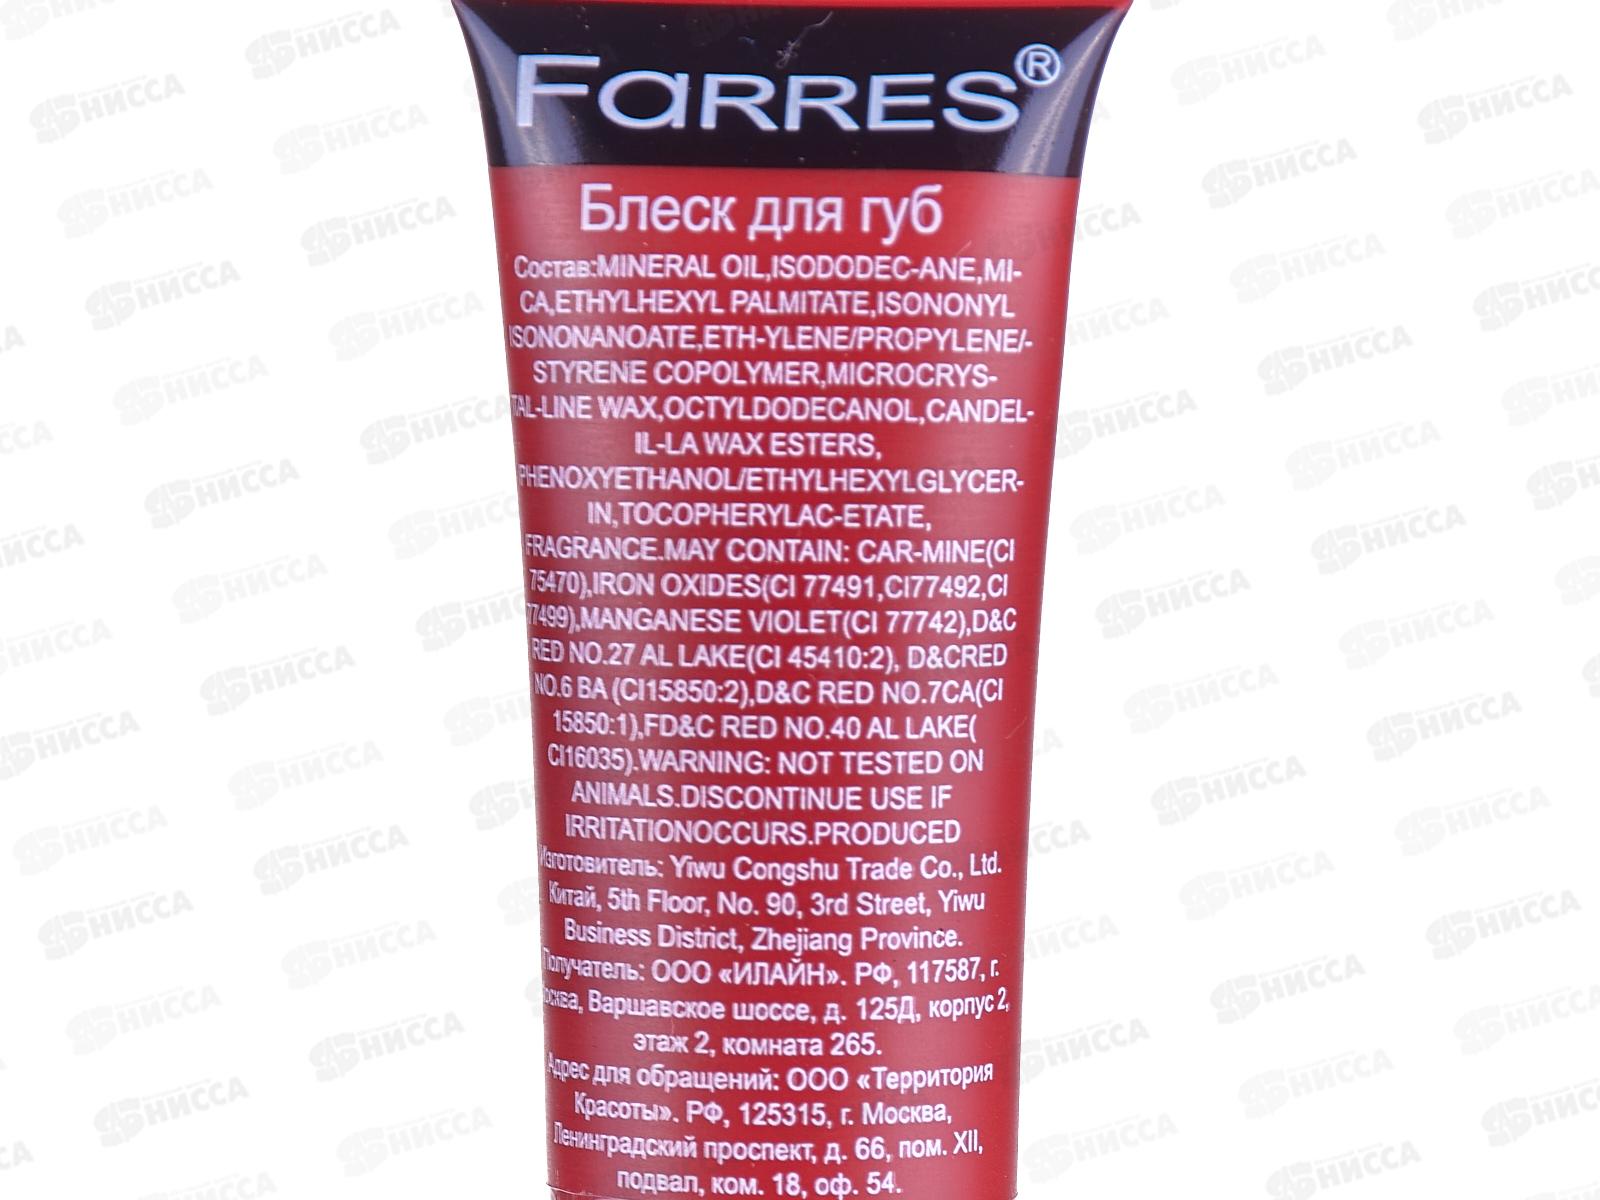 FaRRES®
Блеск для губ
Состав:MINERAL OIL,ISODODEC-ANE,MI-
CA,ETHYLHEXYL PALMITATE,ISONONYL
ISONONANOATE,ETH-YLENE/PROPYLENE/-
STYRENE COPOLYMER,MICROCRYS-
TAL-LINE WAX,OCTYLDODECANOL,CANDEL-
IL-LA WAX ESTERS,
PHENOXYETHANOL/ETHYLHEXYLGLYCER-
IN,TOCOPHERYLAC-ETATE,
FRAGRANCE.MAY CONTAIN: CAR-MINE(CI
75470),IRON OXIDES(CI 77491,CI77492,CI
77499),MANGANESE VIOLET(CI 77742),D&C
RED NO.27 AL LAKE(CI 45410:2), D&CRED
NO.6 BA (CI15850:2),D&C RED NO.7CA(CI
15850:1),FD&C RED NO.40 AL LAKE(
CI16035).WARNING: NOT TESTED ON
ANIMALS.DISCONTINUE USE IF
IRRITATIONOCCURS.PRODUCED
Изготовитель: Yiwu Congshu Trade Co., Ltd.
Китай, 5th Floor, No. 90, 3rd Street, Yiwu
Business District, Zhejiang Province.
Получатель: ООО «ИЛАЙН». РФ, 117587, г.
Москва, Варшавское шоссе, д. 125Д, корпус 2,
этаж 2, комната 265.
Адрес для обращений: ООО «Территория
Красоты». РФ, 125315, г. Москва,
Ленинградский проспект, д. 66, пом. XII,
подвал, ком. 18, оф. 54.
НИССА